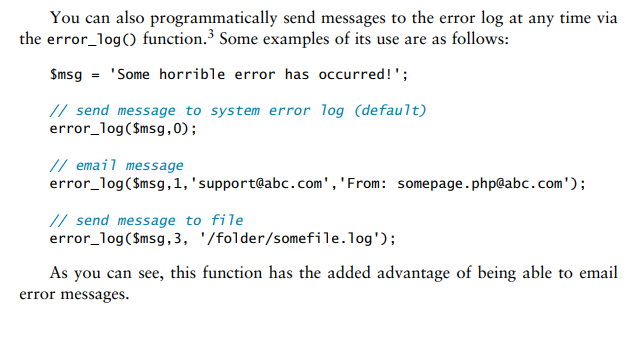 You can also programmatically send messages to the error log at any time via
the error_log() function.3 Some examples of its use are as follows:
$msg = 'Some horrible error has occurred!';
// send message to system error log (default)
error_log($msg,0);
// email message
error_log($msg,1,'support@abc.com','From: somepage.php@abc.com');
// send message to file
error_log($msg,3, '/folder/somefile.log');
As you can see, this function has the added advantage of being able to email
error messages.